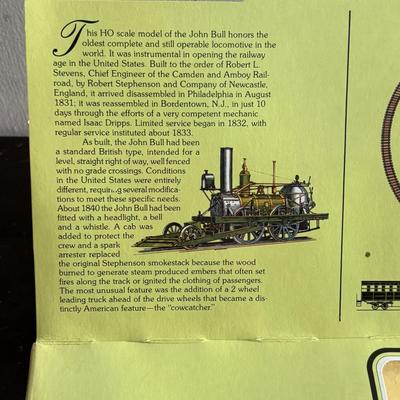 This HO scale model of the John Bull honors the
oldest complete and still operable locomotive in the
world. It was instrumental in opening the railway
age in the United States. Built to the order of Robert L.
Stevens, Chief Engineer of the Camden and Amboy Rail-
road, by Robert Stephenson and Company of Newcastle,
England, it arrived disassembled in Philadelphia in August
1831; it was reassembled in Bordentown, N.J., in just 10
days through the efforts of a very competent mechanic
named Isaac Dripps. Limited service began in 1832, with
regular service instituted about 1833.
As built, the John Bull had been
a standard British type, intended for a
level, straight right of way, well fenced
with no grade crossings. Conditions
in the United States were entirely
different, requiring several modifica-
tions to meet these specific needs.
About 1840 the John Bull had been
fitted with a headlight, a bell
and a whistle. A cab was
added to protect the
crew and a spark
arrester replaced
the original Stephenson smokestack because the wood
burned to generate steam produced embers that often set
fires along the track or ignited the clothing of passengers.
The most unusual feature was the addition of a 2 wheel
leading truck ahead of the drive wheels that became a dis-
tinctly American feature—the "cowcatcher."